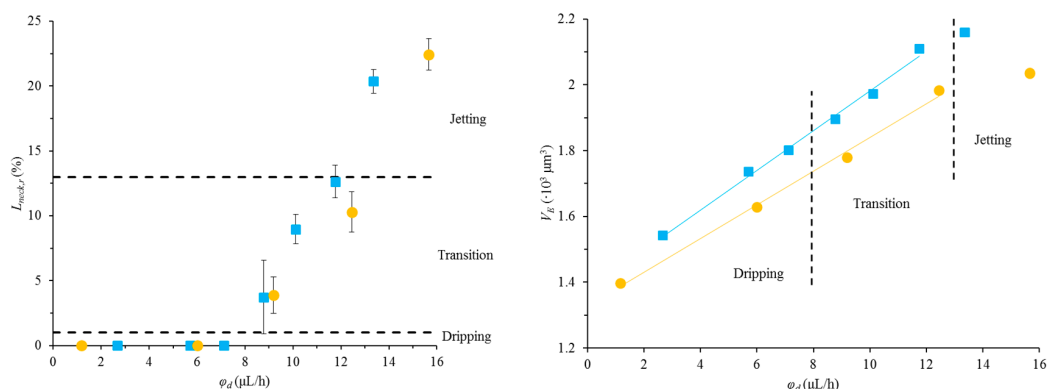 25
20
15
10
5
0
L_neck,r (%)
Jetting
Transition
Dripping
0 2 4 6 8 10 12 14 16
φ_d (μL/h)
2.2
2
1.8
1.6
1.4
1.2
V_E (·10³ μm³)
Jetting
Transition
Dripping
0 2 4 6 8 10 12 14 16
φ_d (μL/h)